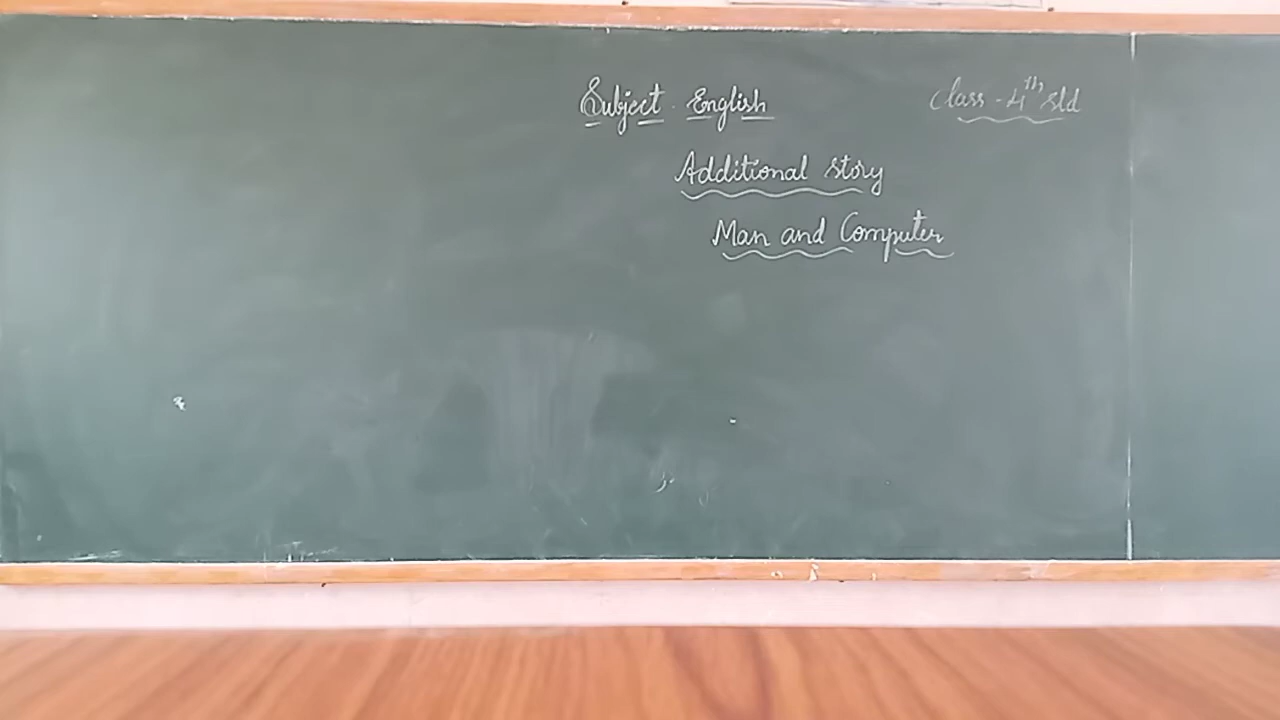 Subject English Class - 4th std
Additional story
Man and Computer